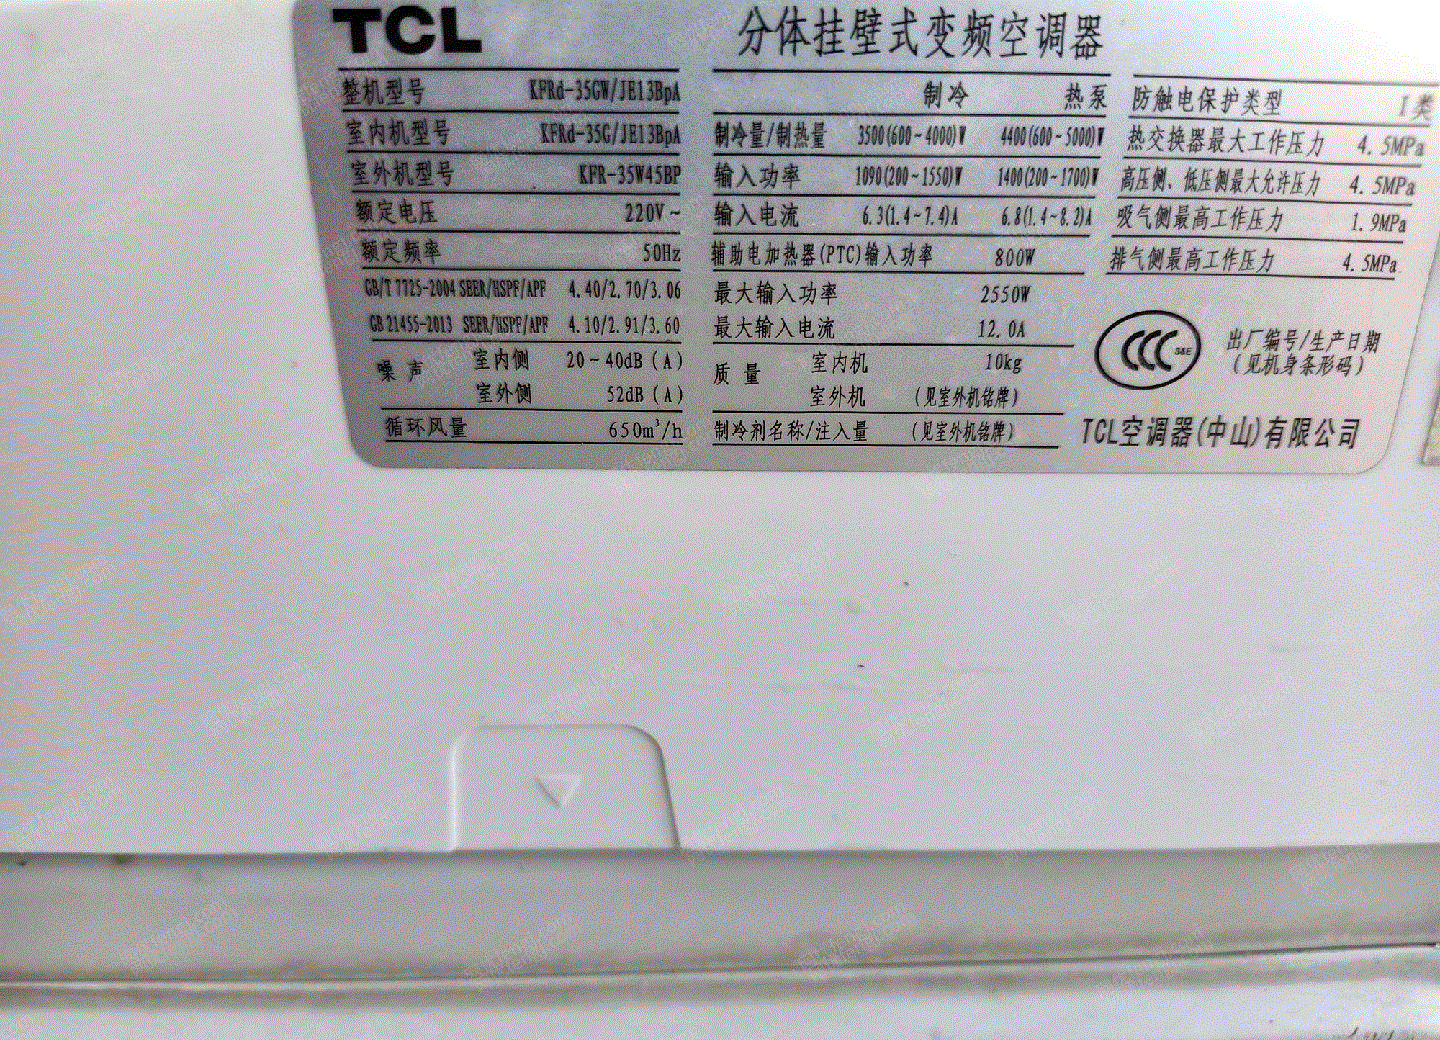 TCL
分体挂壁式变频空调器
整机型号 KFRd-35GW/JE13BpA
室内机型号 KFRd-35G/JE13BpA
室外机型号 KFR-35W45BP
额定电压 220V~
额定频率 50Hz
GB/T 7725-2004 SEER/HSPF/APF 4.40/2.70/3.06
GB 21455-2013 SEER/HSPF/APF 4.10/2.91/3.60
噪声 室内侧 20-40dB(A)
室外侧 52dB(A)
循环风量 650m³/h
制冷 热泵
制冷量/制热量 3500(600~4000)W 4400(600~5000)W
输入功率 1090(200~1550)W 1400(200~1700)W
输入电流 6.3(1.4~7.4)A 6.8(1.4~8.2)A
辅助电加热器(PTC)输入功率 800W
最大输入功率 2550W
最大输入电流 12.0A
质量 室内机 10kg
室外机 (见室外机铭牌)
制冷剂名称/注入量 (见室外机铭牌)
防触电保护类型 I类
热交换器最大工作压力 4.5MPa
高压侧、低压侧最大允许压力 4.5MPa
吸气侧最高工作压力 1.9MPa
排气侧最高工作压力 4.5MPa
CCC S&E
出厂编号/生产日期
(见机身条形码)
TCL空调器(中山)有限公司